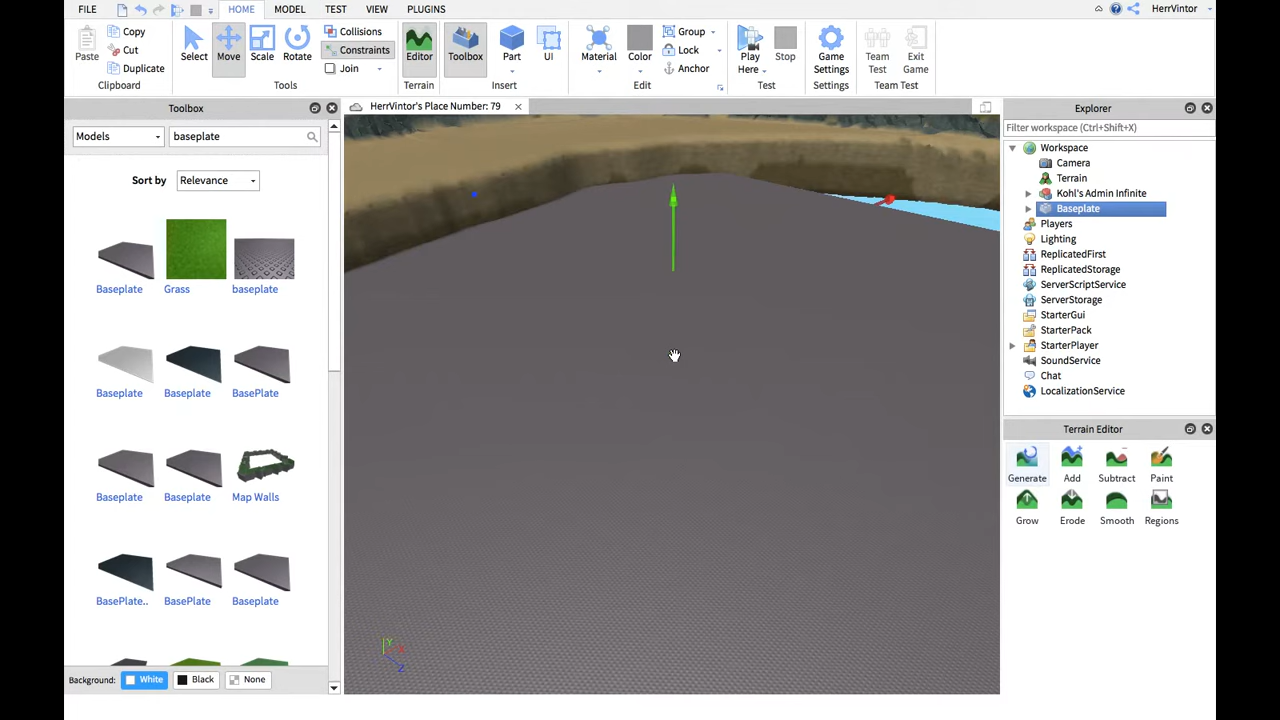 FILE HOME MODEL TEST VIEW PLUGINS HerrVintor
Paste Copy Cut Duplicate Clipboard
Select Move Scale Rotate Collisions Constraints Join Tools
Editor Terrain
Toolbox Part UI Insert
Material Color Group Lock Anchor Edit
Play Here Stop Test
Game Settings Settings
Team Test Exit Game Team Test
Toolbox
HerrVintor's Place Number: 79
Models baseplate
Sort by Relevance
Baseplate Grass baseplate
Baseplate Baseplate BasePlate
Baseplate Baseplate Map Walls
BasePlate.. BasePlate Baseplate
Background: White Black None
Y
X
Z
Explorer
Filter workspace (Ctrl+Shift+X)
Workspace
Camera
Terrain
Kohl's Admin Infinite
Baseplate
Players
Lighting
ReplicatedFirst
ReplicatedStorage
ServerScriptService
ServerStorage
StarterGui
StarterPack
StarterPlayer
SoundService
Chat
LocalizationService
Terrain Editor
Generate Add Subtract Paint
Grow Erode Smooth Regions